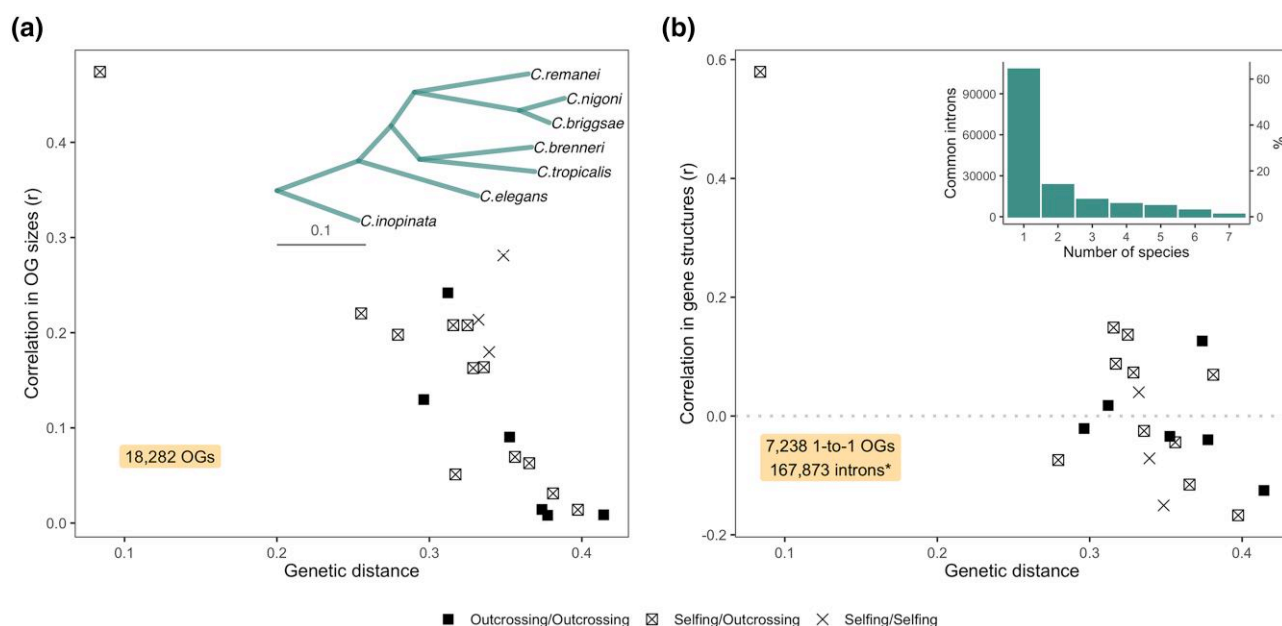 (a)
Correlation in OG sizes (r)
0.4
0.3
0.2
0.1
0.0
C.remanei
C.nigoni
C.briggsae
C.brenneri
C.tropicalis
C.elegans
C.inopinata
0.1
18,282 OGs
0.1
0.2
0.3
0.4
Genetic distance
(b)
Correlation in gene structures (r)
0.6
0.4
0.2
0.0
-0.2
Common introns
90000
60000
30000
0
60
40
20
0
%
1
2
3
4
5
6
7
Number of species
7,238 1-to-1 OGs
167,873 introns*
0.1
0.2
0.3
0.4
Genetic distance
Outcrossing/Outcrossing
Selfing/Outcrossing
Selfing/Selfing